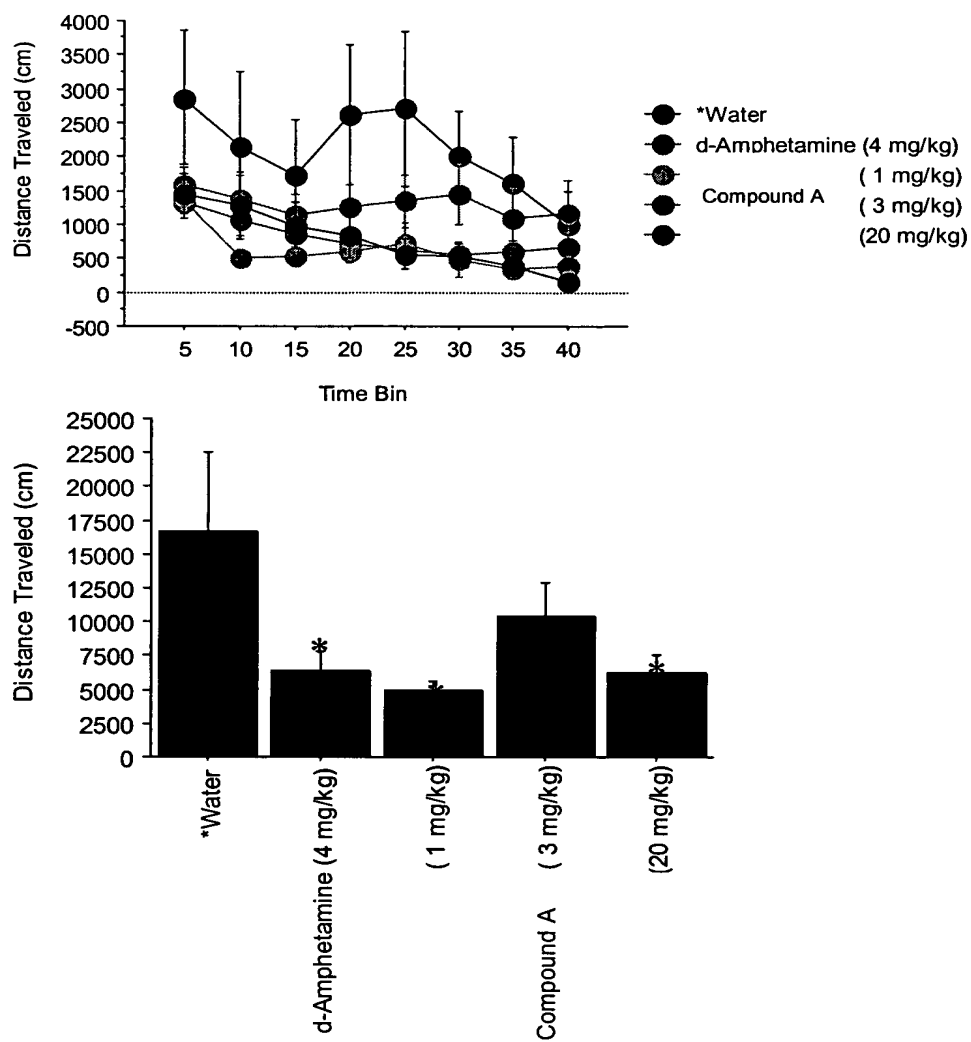 Distance Traveled (cm)
4000
3500
3000
2500
2000
1500
1000
500
0
-500
5 10 15 20 25 30 35 40
Time Bin
*Water
d-Amphetamine (4 mg/kg)
( 1 mg/kg)
Compound A ( 3 mg/kg)
(20 mg/kg)
Distance Traveled (cm)
25000
22500
20000
17500
15000
12500
10000
7500
5000
2500
0
*
*
*
*Water
d-Amphetamine (4 mg/kg)
( 1 mg/kg)
Compound A ( 3 mg/kg)
(20 mg/kg)